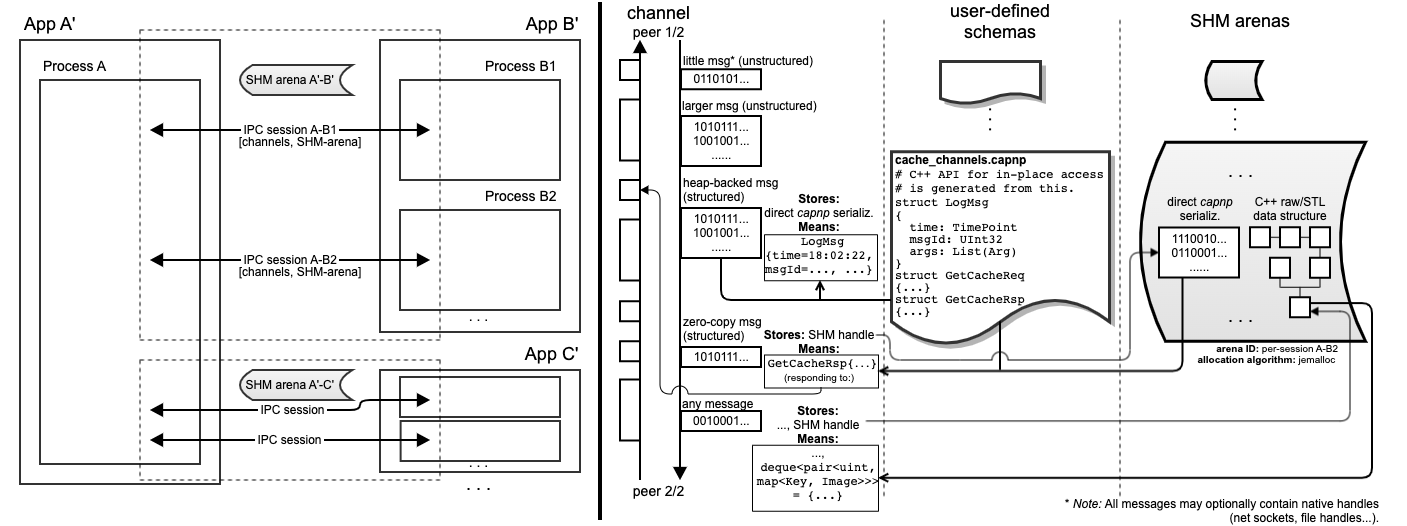 App A'
Process A
App B'
SHM arena A'-B'
Process B1
IPC session A-B1
[channels, SHM-arena]
Process B2
IPC session A-B2
[channels, SHM-arena]
. . .
App C'
SHM arena A'-C'
IPC session
IPC session
. . .
. . .
channel
peer 1/2
little msg* (unstructured)
0110101...
larger msg (unstructured)
1010111...
1001001...
......
heap-backed msg
(structured)
1010111...
1001001...
......
Stores:
direct capnp serializ.
Means:
LogMsg
{time=18:02:22,
msgId=..., ...}
zero-copy msg
(structured)
1010111...
Stores: SHM handle
Means:
GetCacheRsp{...}
(responding to:)
any message
0010001...
Stores:
..., SHM handle
Means:
...,
deque<pair<uint,
map<Key, Image>>>
= {...}
peer 2/2
user-defined
schemas
cache_channels.capnp
# C++ API for in-place access
# is generated from this.
struct LogMsg
{
time: TimePoint
msgId: UInt32
args: List(Arg)
}
struct GetCacheReq
{...}
struct GetCacheRsp
{...}
SHM arenas
. . .
direct capnp
serializ.
1110010...
0110001...
......
C++ raw/STL
data structure
. . .
arena ID: per-session A-B2
allocation algorithm: jemalloc
* Note: All messages may optionally contain native handles
(net sockets, file handles...).